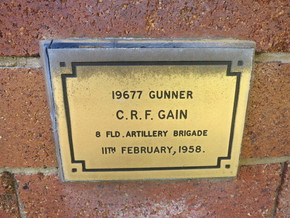 19677 GUNNER
C.R.F. GAIN
8 FLD. ARTILLERY BRIGADE
11TH FEBRUARY, 1958.